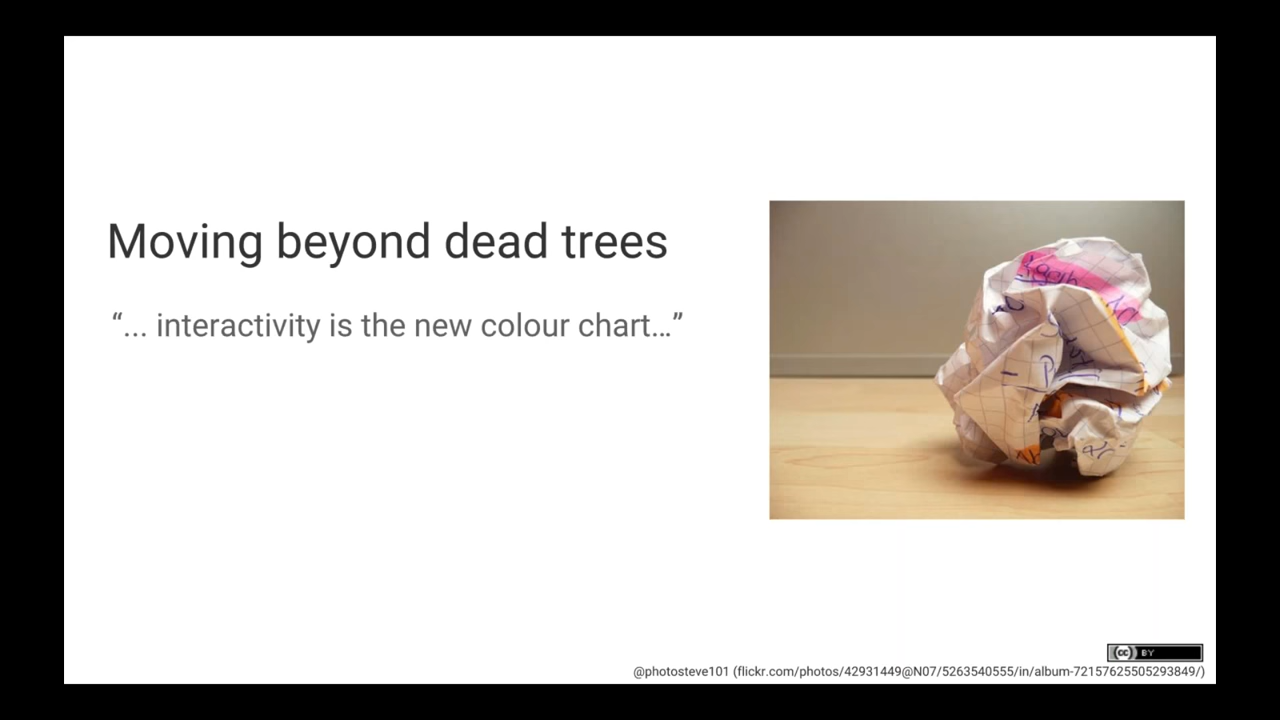 Moving beyond dead trees
“... interactivity is the new colour chart...”
cc BY
@photosteve101 (flickr.com/photos/42931449@N07/5263540555/in/album-72157625505293849/)